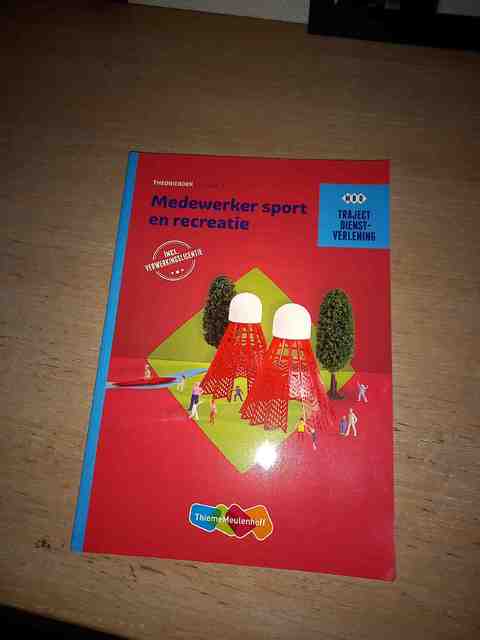 THEORIEBOEK
Medewerker sport
en recreatie
INCL.
VERWERKINGSLICENTIE
TRAJECT
DIENST-
VERLENING
ThiemeMeulenhoff